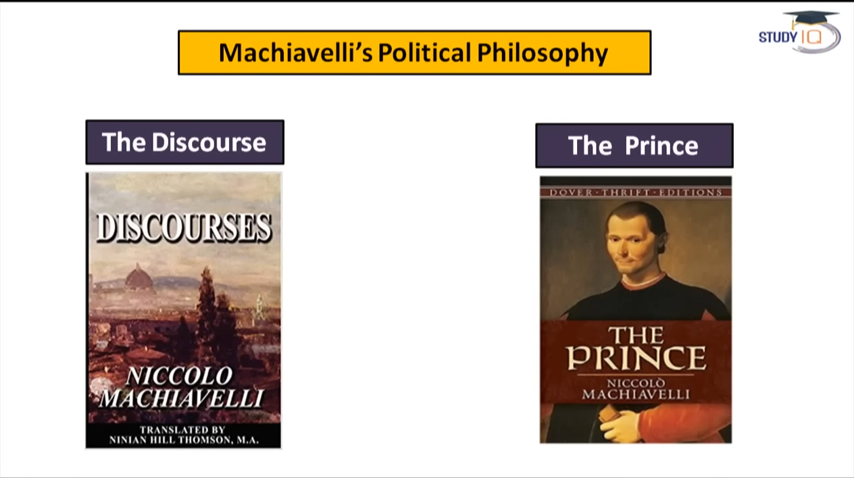 Machiavelli's Political Philosophy
STUDY IQ
The Discourse
The Prince
DISCOURSES
NICCOLO
MACHIAVELLI
TRANSLATED BY
NINIAN HILL THOMSON, M.A.
DOVER·THRIFT·EDITIONS
THE
PRINCE
NICCOLÒ
MACHIAVELLI